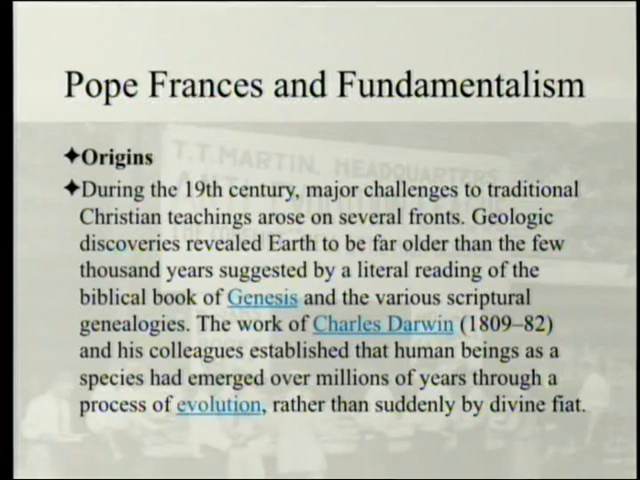 Pope Frances and Fundamentalism
✦Origins
✦During the 19th century, major challenges to traditional
Christian teachings arose on several fronts. Geologic
discoveries revealed Earth to be far older than the few
thousand years suggested by a literal reading of the
biblical book of Genesis and the various scriptural
genealogies. The work of Charles Darwin (1809–82)
and his colleagues established that human beings as a
species had emerged over millions of years through a
process of evolution, rather than suddenly by divine fiat.
T.T. MARTIN. HEADQUARTERS